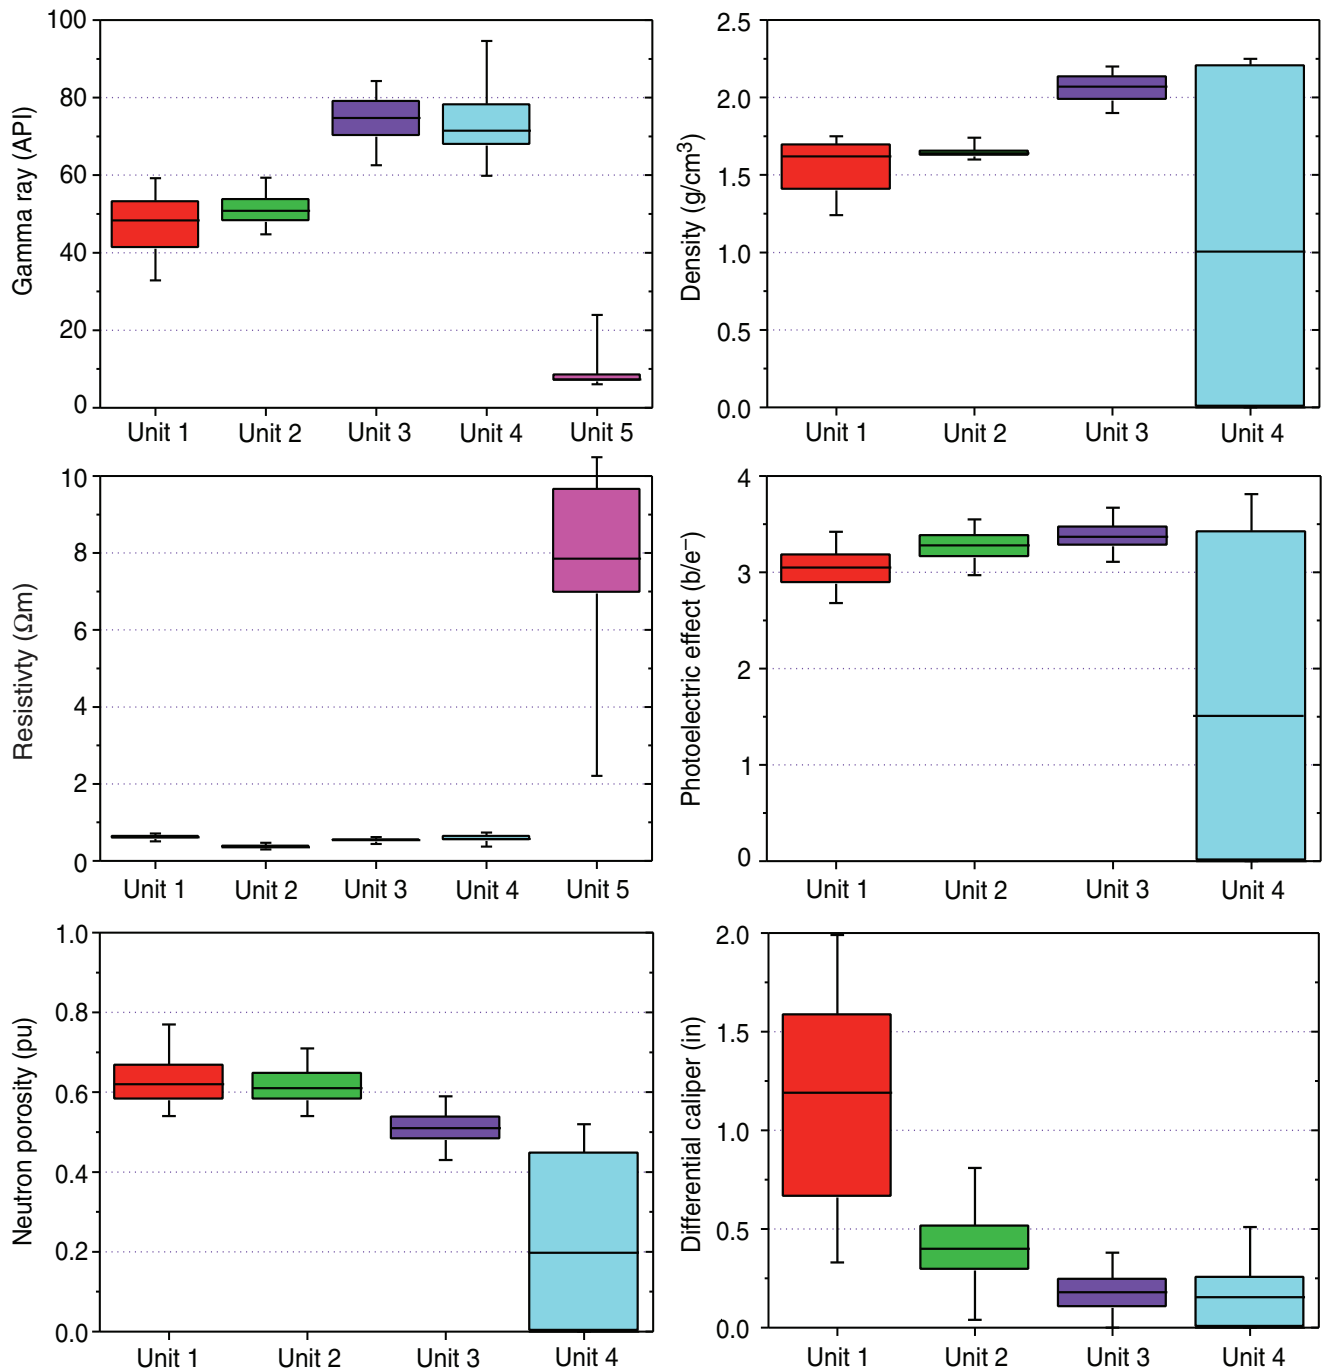 Gamma ray (API)
100
80
60
40
20
0
Unit 1 Unit 2 Unit 3 Unit 4 Unit 5
Density (g/cm³)
2.5
2.0
1.5
1.0
0.5
0.0
Unit 1 Unit 2 Unit 3 Unit 4
Resistivty (Ωm)
10
8
6
4
2
0
Unit 1 Unit 2 Unit 3 Unit 4 Unit 5
Photoelectric effect (b/e⁻)
4
3
2
1
0
Unit 1 Unit 2 Unit 3 Unit 4
Neutron porosity (pu)
1.0
0.8
0.6
0.4
0.2
0.0
Unit 1 Unit 2 Unit 3 Unit 4
Differential caliper (in)
2.0
1.5
1.0
0.5
0.0
Unit 1 Unit 2 Unit 3 Unit 4